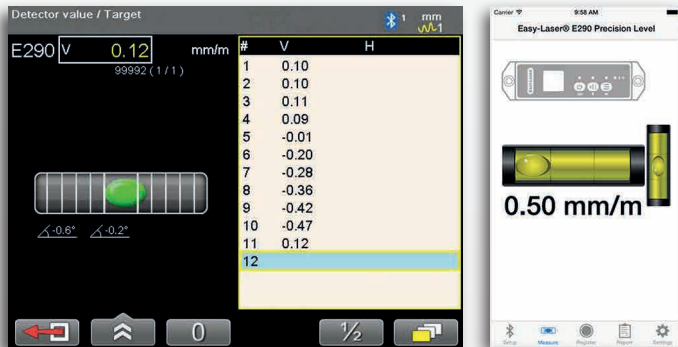 Detector value / Target
1
mm
1
E290 V 0.12 mm/m
99992 (1/1)
-0.6° -0.2°
# V H
1 0.10
2 0.10
3 0.11
4 0.09
5 -0.01
6 -0.20
7 -0.28
8 -0.36
9 -0.42
10 -0.47
11 0.12
12
0
½
Carrier 9:58 AM
Easy-Laser® E290 Precision Level
0.50 mm/m
Setup Measure Register Report Settings